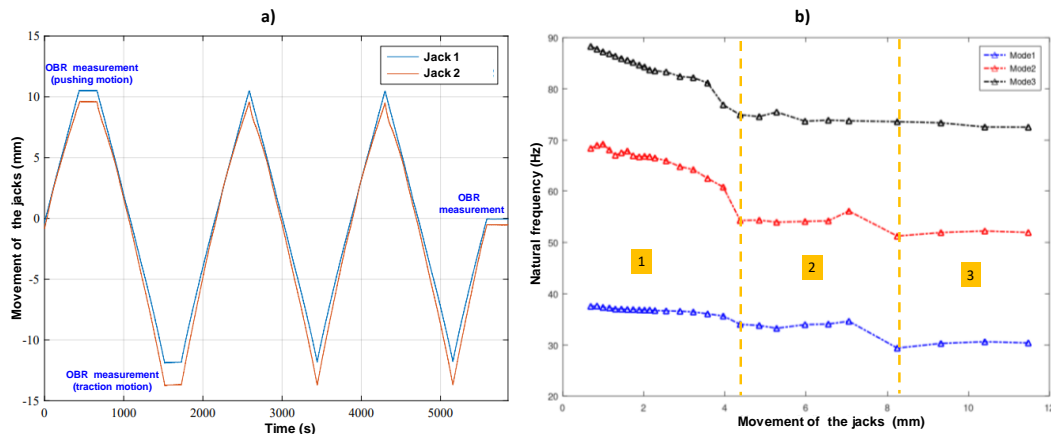 a)
Movement of the jacks (mm)
15
10
5
0
-5
-10
-15
OBR measurement
(pushing motion)
Jack 1
Jack 2
OBR
measurement
OBR measurement
(traction motion)
0
1000
2000
3000
4000
5000
Time (s)
b)
Natural frequency (Hz)
90
80
70
60
50
40
30
20
Mode1
Mode2
Mode3
1
2
3
0
2
4
6
8
10
12
Movement of the jacks (mm)